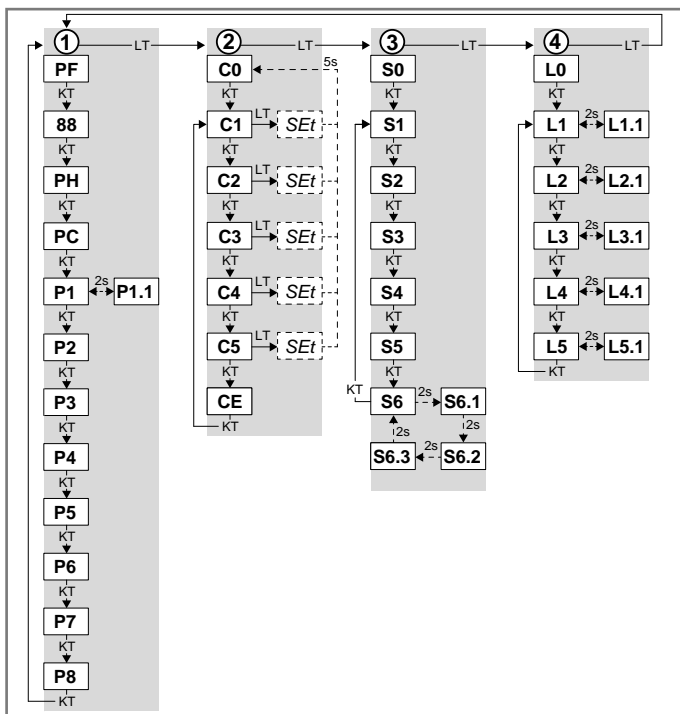 1 LT 2 LT 3 LT 4 LT
PF C0 5s S0 L0
KT KT KT KT
88 C1 LT SEt S1 L1 2s L1.1
KT KT KT KT
PH C2 LT SEt S2 L2 2s L2.1
KT KT KT KT
PC C3 LT SEt S3 L3 2s L3.1
KT KT KT KT
P1 2s P1.1 C4 LT SEt S4 L4 2s L4.1
KT KT KT KT
P2 C5 LT SEt S5 L5 2s L5.1
KT KT KT KT
P3 CE KT S6 2s S6.1
KT KT 2s 2s
P4 S6.3 2s S6.2
KT
P5
KT
P6
KT
P7
KT
P8
KT